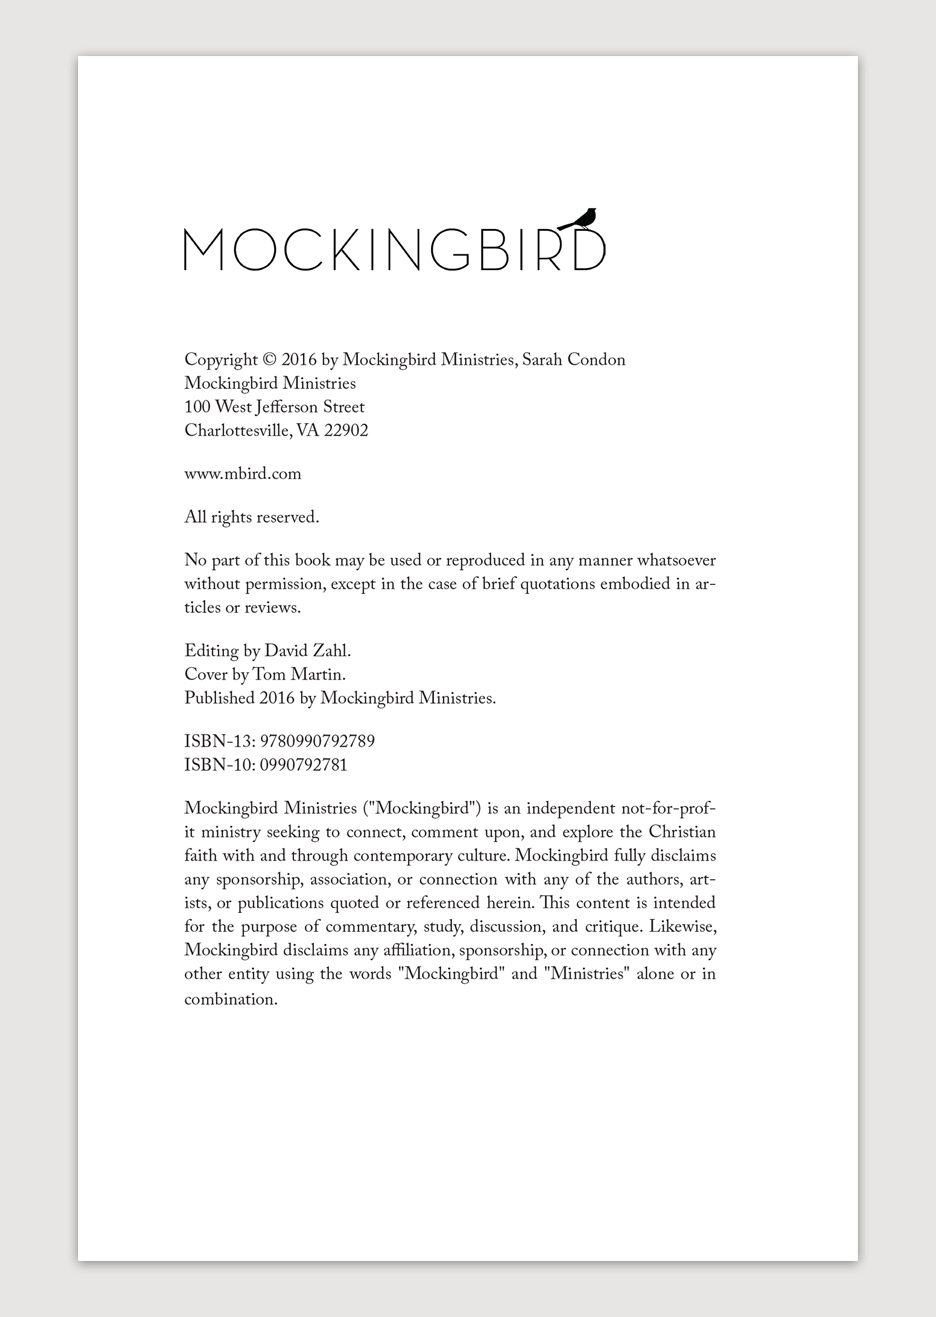 MOCKINGBIRD
Copyright © 2016 by Mockingbird Ministries, Sarah Condon
Mockingbird Ministries
100 West Jefferson Street
Charlottesville, VA 22902
www.mbird.com
All rights reserved.
No part of this book may be used or reproduced in any manner whatsoever
without permission, except in the case of brief quotations embodied in ar-
ticles or reviews.
Editing by David Zahl.
Cover by Tom Martin.
Published 2016 by Mockingbird Ministries.
ISBN-13: 9780990792789
ISBN-10: 0990792781
Mockingbird Ministries ("Mockingbird") is an independent not-for-prof-
it ministry seeking to connect, comment upon, and explore the Christian
faith with and through contemporary culture. Mockingbird fully disclaims
any sponsorship, association, or connection with any of the authors, art-
ists, or publications quoted or referenced herein. This content is intended
for the purpose of commentary, study, discussion, and critique. Likewise,
Mockingbird disclaims any affiliation, sponsorship, or connection with any
other entity using the words "Mockingbird" and "Ministries" alone or in
combination.